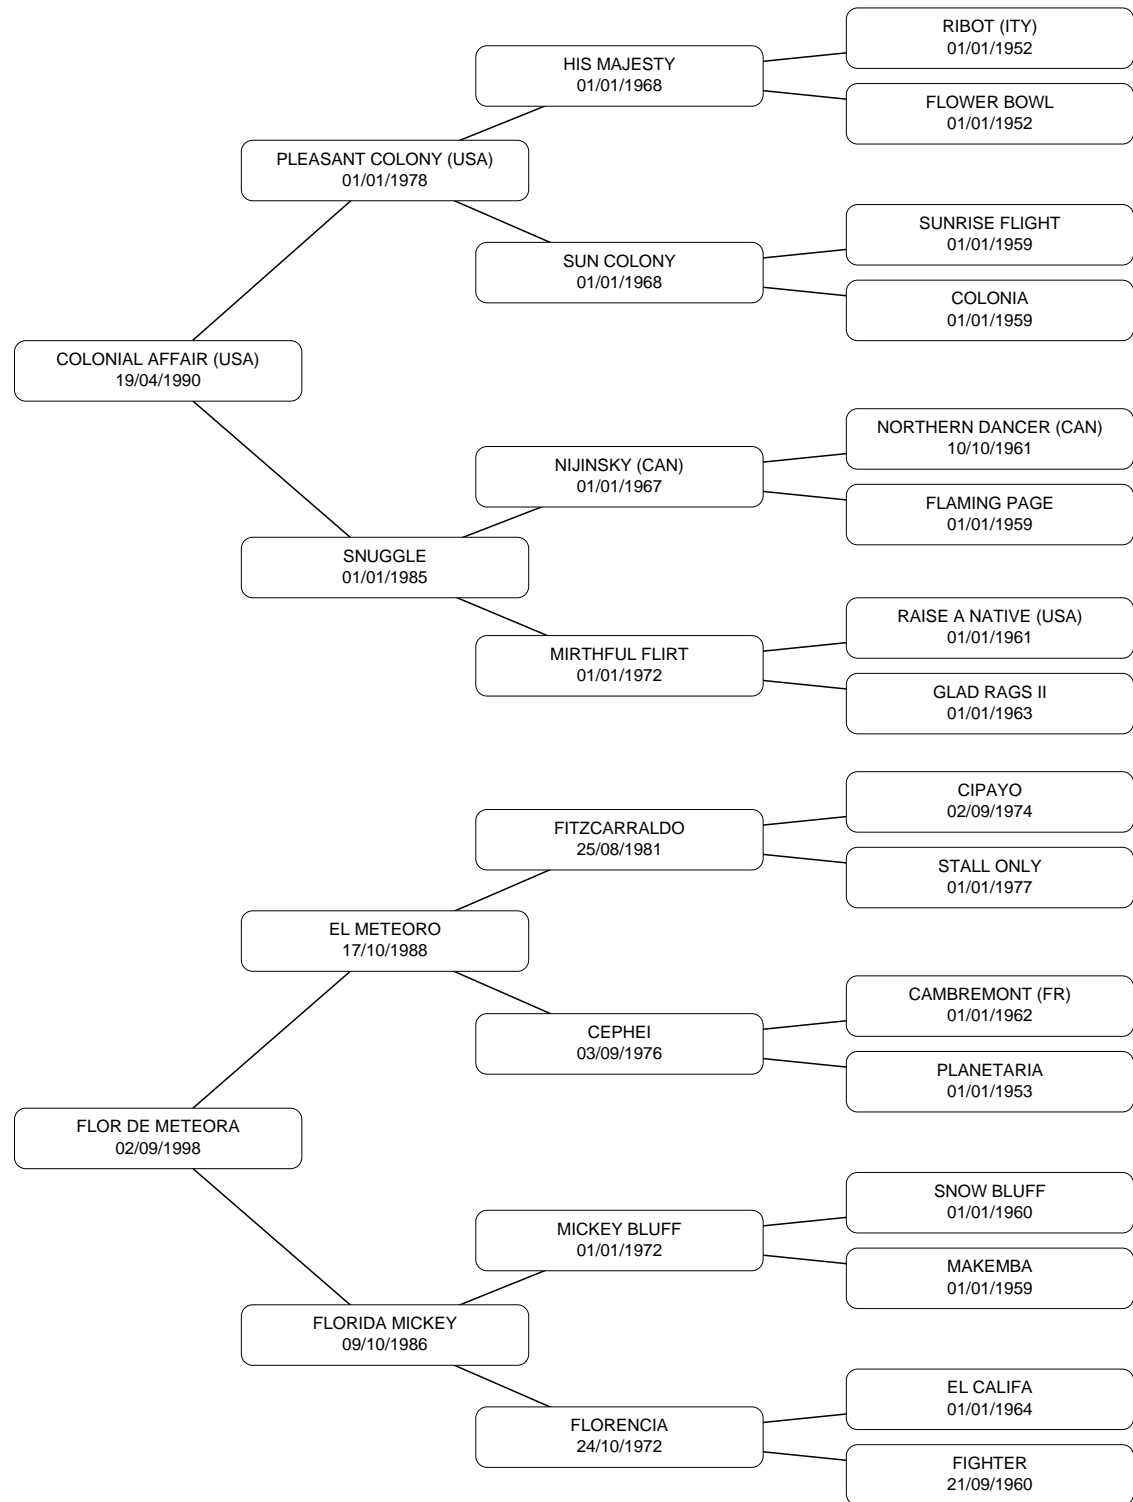 RIBOT (ITY)
01/01/1952
HIS MAJESTY
01/01/1968
FLOWER BOWL
01/01/1952
PLEASANT COLONY (USA)
01/01/1978
SUNRISE FLIGHT
01/01/1959
SUN COLONY
01/01/1968
COLONIA
01/01/1959
COLONIAL AFFAIR (USA)
19/04/1990
NORTHERN DANCER (CAN)
10/10/1961
NIJINSKY (CAN)
01/01/1967
FLAMING PAGE
01/01/1959
SNUGGLE
01/01/1985
RAISE A NATIVE (USA)
01/01/1961
MIRTHFUL FLIRT
01/01/1972
GLAD RAGS II
01/01/1963
CIPAYO
02/09/1974
FITZCARRALDO
25/08/1981
STALL ONLY
01/01/1977
EL METEORO
17/10/1988
CAMBREMONT (FR)
01/01/1962
CEPHEI
03/09/1976
PLANETARIA
01/01/1953
FLOR DE METEORA
02/09/1998
SNOW BLUFF
01/01/1960
MICKEY BLUFF
01/01/1972
MAKEMBA
01/01/1959
FLORIDA MICKEY
09/10/1986
EL CALIFA
01/01/1964
FLORENCIA
24/10/1972
FIGHTER
21/09/1960